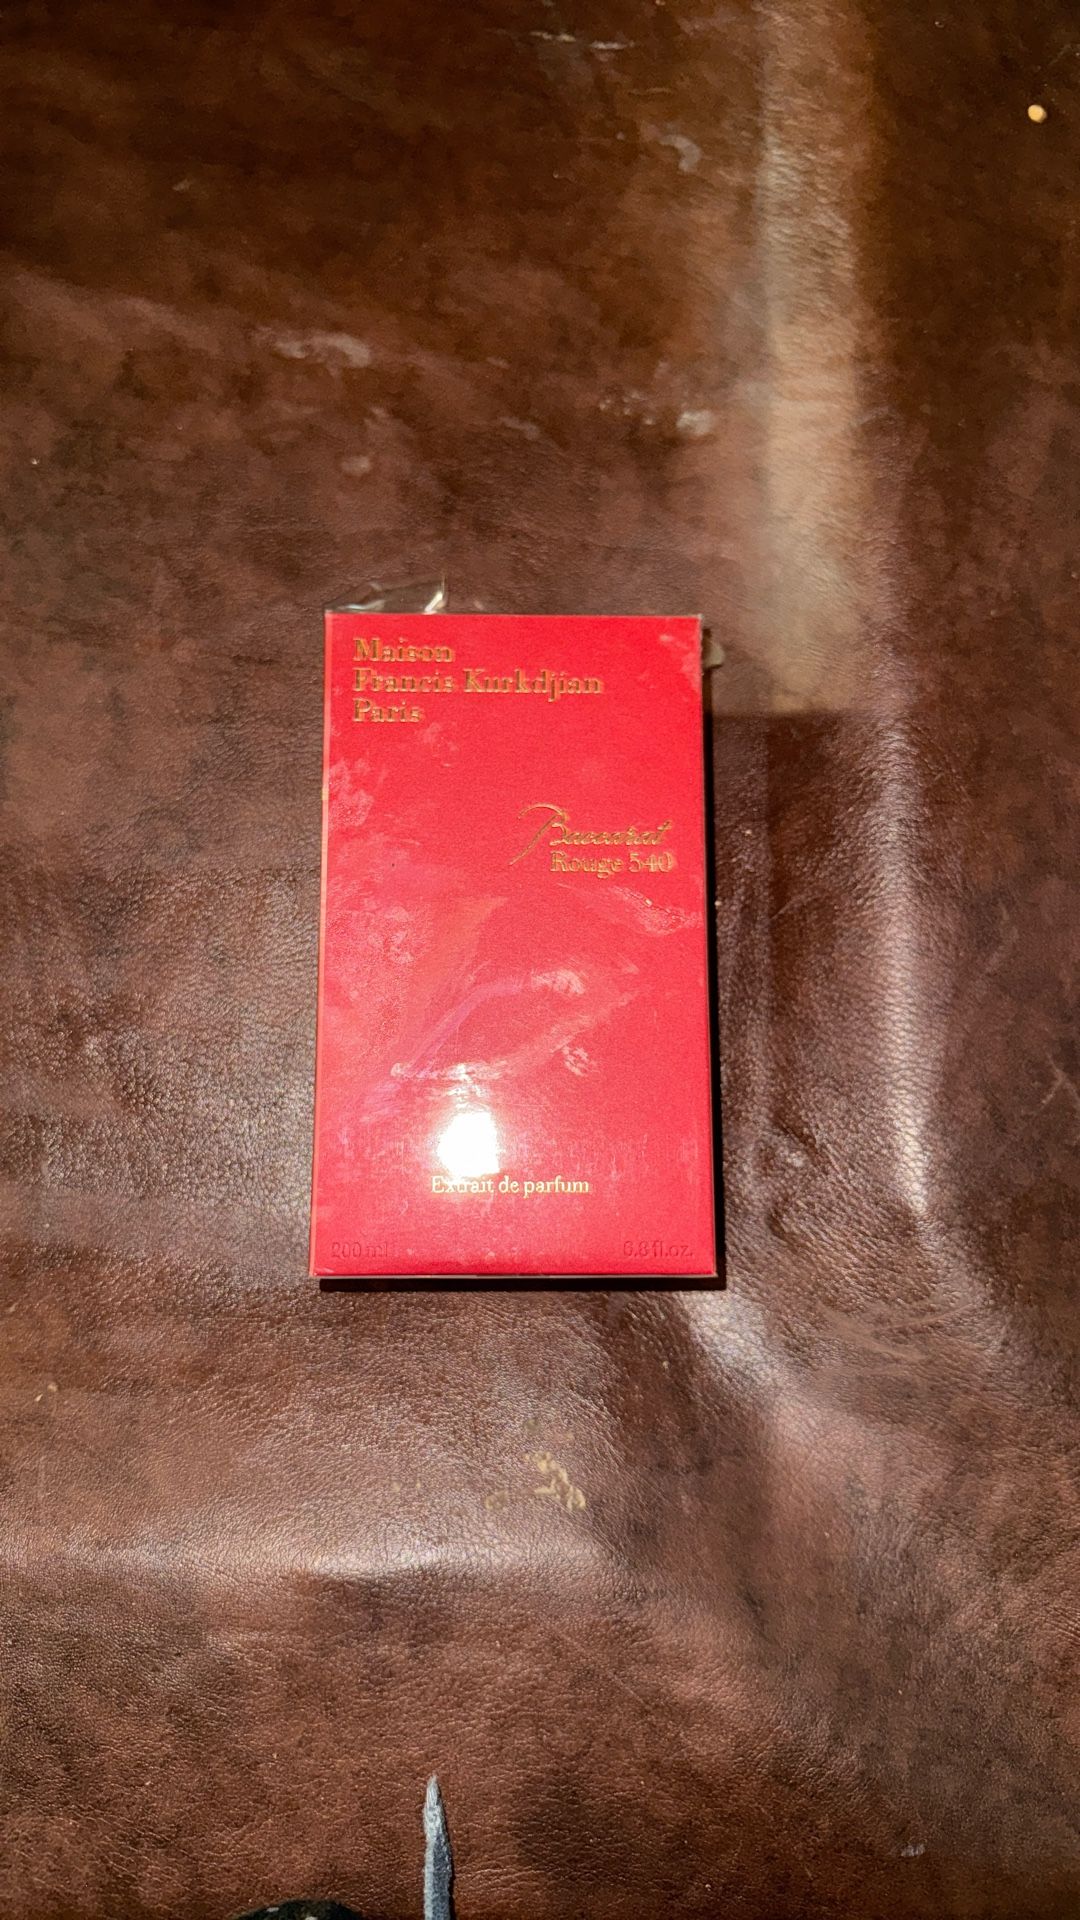 Maison
Francis Kurkdjian
Paris
Baccarat
Rouge 540
Extrait de parfum
200 ml 6.8 fl.oz.